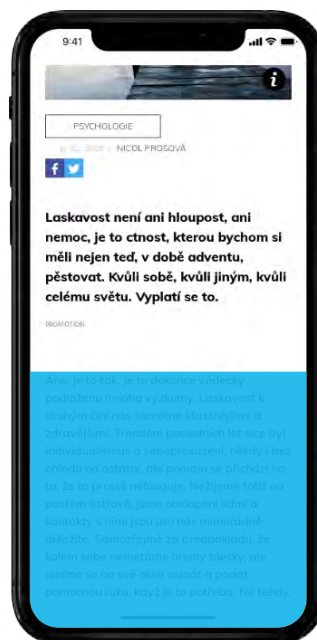 9:41
i
PSYCHOLOGIE
NICOL PROSOVÁ
f
Laskavost není ani hloupost, ani
nemoc, je to ctnost, kterou bychom si
měli nejen teď, v době adventu,
pěstovat. Kvůli sobě, kvůli jiným, kvůli
celému světu. Vyplatí se to.
PROMOTION
Ano, je to tak. Je to dokonce vědecky
podloženo mnoha výzkumy. Laskavost k
druhým činí nás samotné šťastnějšími a
zdravějšími. Trendem posledních let sice byl
individualismus a sebeprosazení, někdy i bez
ohledu na ostatní, ale pomalu se přichází na
to, že to prostě nefunguje. Nežijeme totiž na
pustém ostrově, jsme obklopeni lidmi a
kontakty s nimi jsou pro nás mimořádně
důležité. Samozřejmě za předpokladu, že
kolem sebe nemetáme hromy blesky, ale
umíme se na své okolí usmát a podat
pomocnou ruku, když je to potřeba. Ne tehdy,